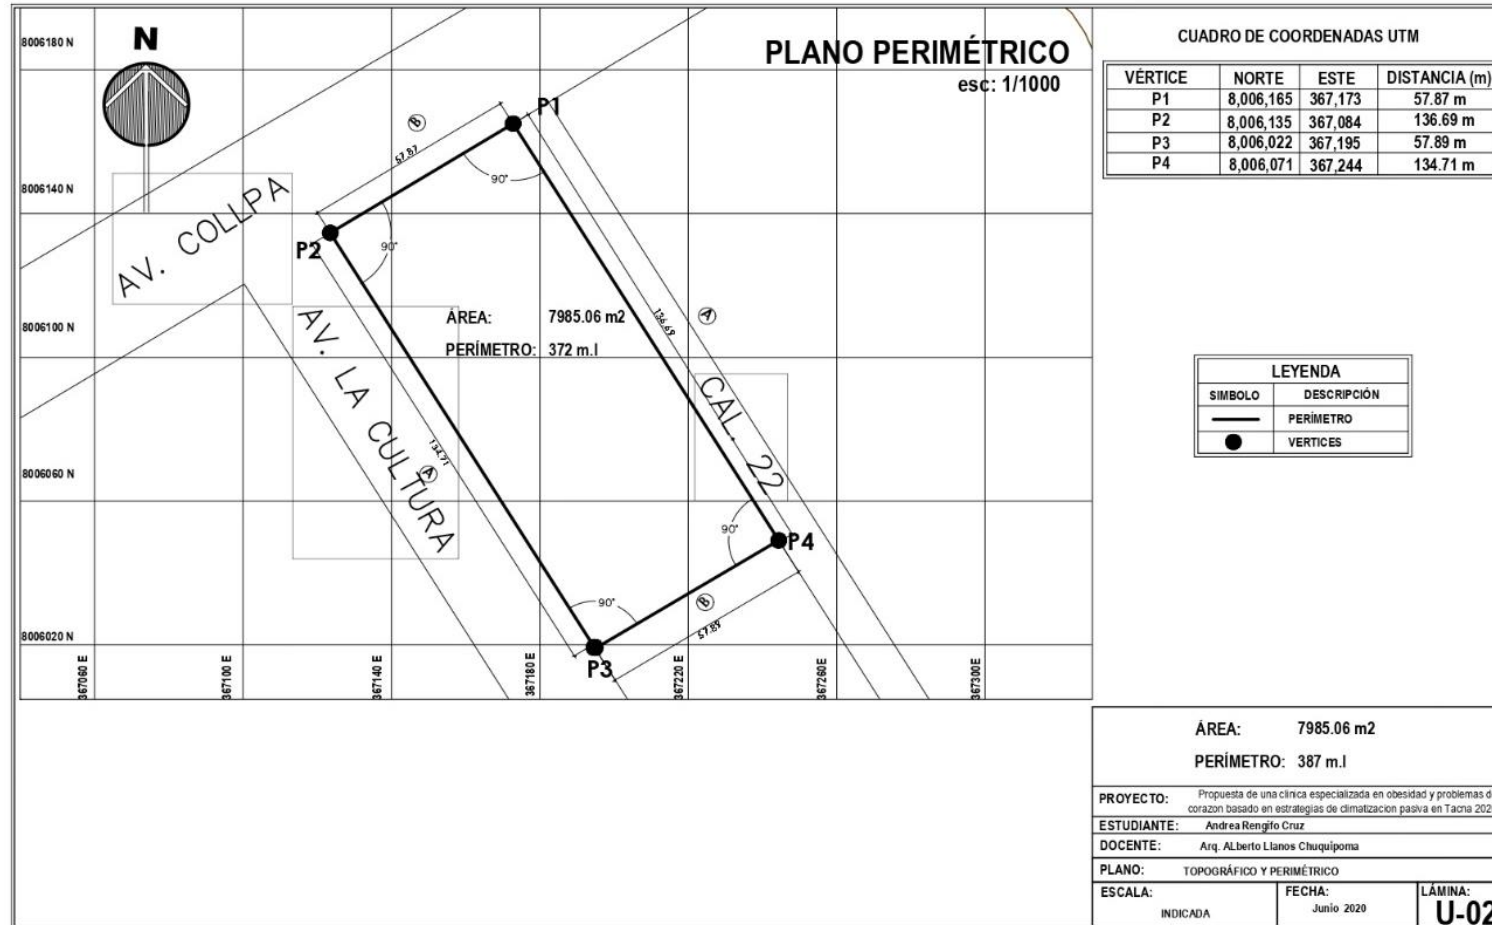 8006180 N
N
PLANO PERIMÉTRICO
esc: 1/1000
P1
B
57.87
90°
8006140 N
AV. COLLPA
P2
90°
AV. LA CULTURA
ÁREA: 7985.06 m2
PERÍMETRO: 372 m.l
136.69
A
8006100 N
CAL. 22
134.71
A
8006060 N
90°
P4
90°
B
57.89
8006020 N
P3
367060 E
367100 E
367140 E
367180 E
367220 E
367260E
367300 E
CUADRO DE COORDENADAS UTM
VÉRTICE NORTE ESTE DISTANCIA (m)
P1 8,006,165 367,173 57.87 m
P2 8,006,135 367,084 136.69 m
P3 8,006,022 367,195 57.89 m
P4 8,006,071 367,244 134.71 m
LEYENDA
SIMBOLO DESCRIPCIÓN
PERÍMETRO
VERTICES
ÁREA: 7985.06 m2
PERÍMETRO: 387 m.l
PROYECTO: Propuesta de una clinica especializada en obesidad y problemas
corazon basado en estrategias de climatizacion pasiva en Tacna
ESTUDIANTE: Andrea Rengifo Cruz
DOCENTE: Arq. ALberto Llanos Chuquipoma
PLANO: TOPOGRÁFICO Y PERIMÉTRICO
ESCALA: INDICADA
FECHA: Junio 2020
LÁMINA: U-02